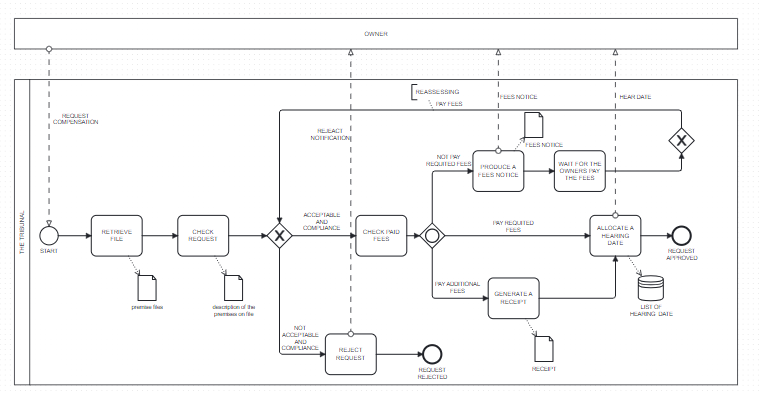 OWNER
REASSESSING
FEES NOTICE
HEAR DATE
PAY FEES
REQUEST
COMPENSATION
REJEACT
NOTIFICATION
FEES NOTICE
NOT PAY
REQUIRED FEES
PRODUCE A
FEES NOTICE
WAIT FOR THE
OWNERS PAY
THE FEES
THE TRIBUNAL
START
RETRIEVE
FILE
CHECK
REQUEST
ACCEPTABLE
AND
COMPLIANCE
CHECK PAID
FEES
PAY REQUITED
FEES
ALLOCATE A
HEARING
DATE
REQUEST
APPROVED
premise files
description of the
premises on file
PAY ADDITIONAL
FEES
GENERATE A
RECEIPT
LIST OF
HEARING DATE
NOT
ACCEPTABLE
AND
COMPLIANCE
REJECT
REQUEST
REQUEST
REJECTED
RECEIPT